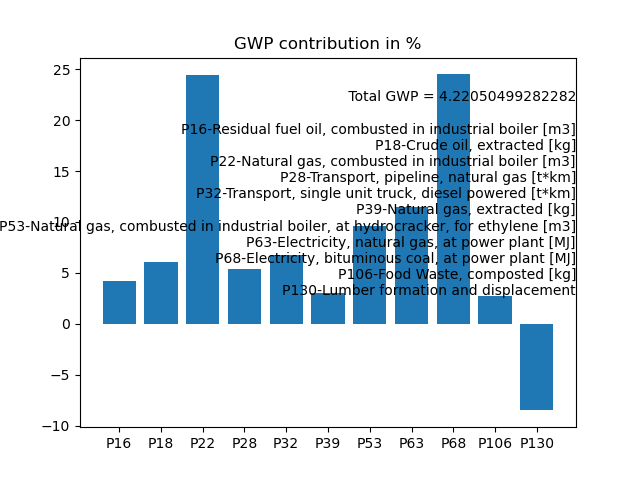 GWP contribution in %
25
20
15
10
5
0
−5
−10
Total GWP = 4.22050499282282
P16-Residual fuel oil, combusted in industrial boiler [m3]
P18-Crude oil, extracted [kg]
P22-Natural gas, combusted in industrial boiler [m3]
P28-Transport, pipeline, natural gas [t*km]
P32-Transport, single unit truck, diesel powered [t*km]
P39-Natural gas, extracted [kg]
P53-Natural gas, combusted in industrial boiler, at hydrocracker, for ethylene [m3]
P63-Electricity, natural gas, at power plant [MJ]
P68-Electricity, bituminous coal, at power plant [MJ]
P106-Food Waste, composted [kg]
P130-Lumber formation and displacement
P16 P18 P22 P28 P32 P39 P53 P63 P68 P106 P130